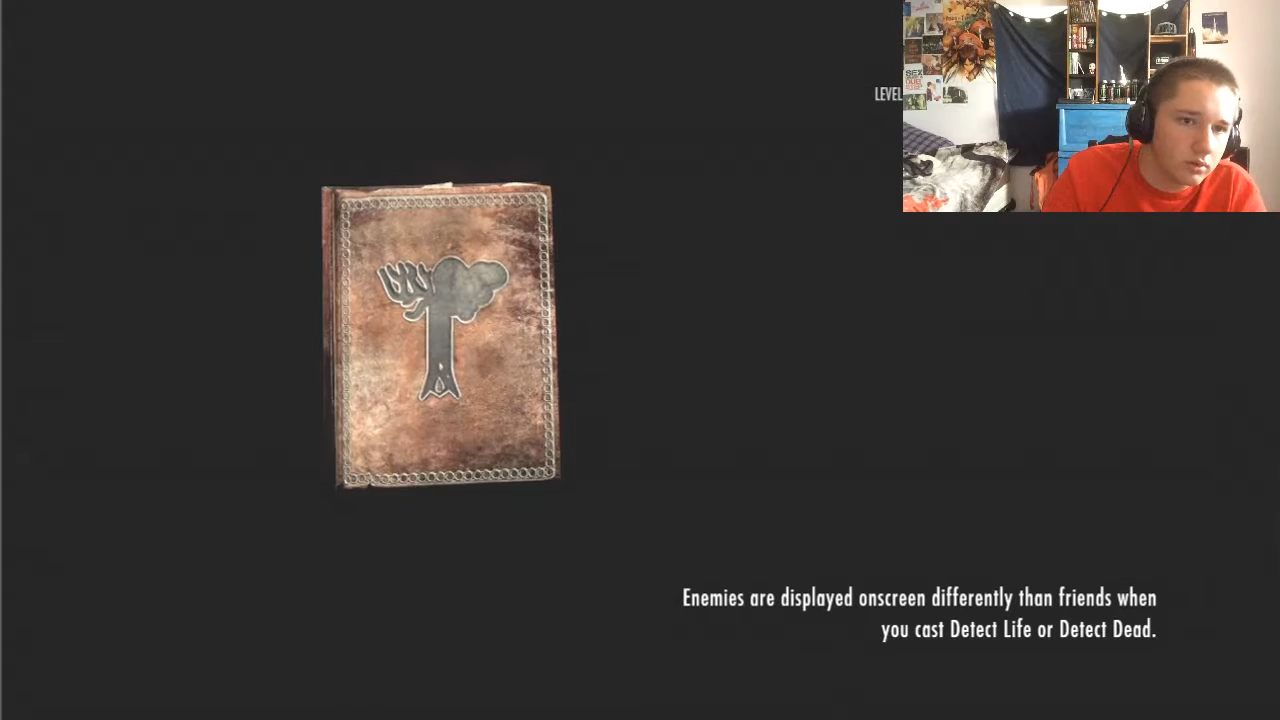 LEVEL
Enemies are displayed onscreen differently than friends when
you cast Detect Life or Detect Dead.